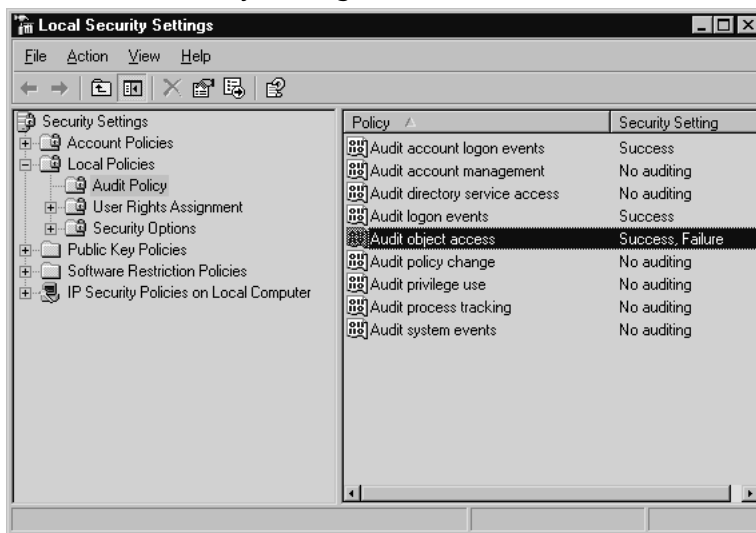 Local Security Settings
File Action View Help
Security Settings
Account Policies
Local Policies
Audit Policy
User Rights Assignment
Security Options
Public Key Policies
Software Restriction Policies
IP Security Policies on Local Computer
Policy Security Setting
Audit account logon events Success
Audit account management No auditing
Audit directory service access No auditing
Audit logon events Success
Audit object access Success, Failure
Audit policy change No auditing
Audit privilege use No auditing
Audit process tracking No auditing
Audit system events No auditing